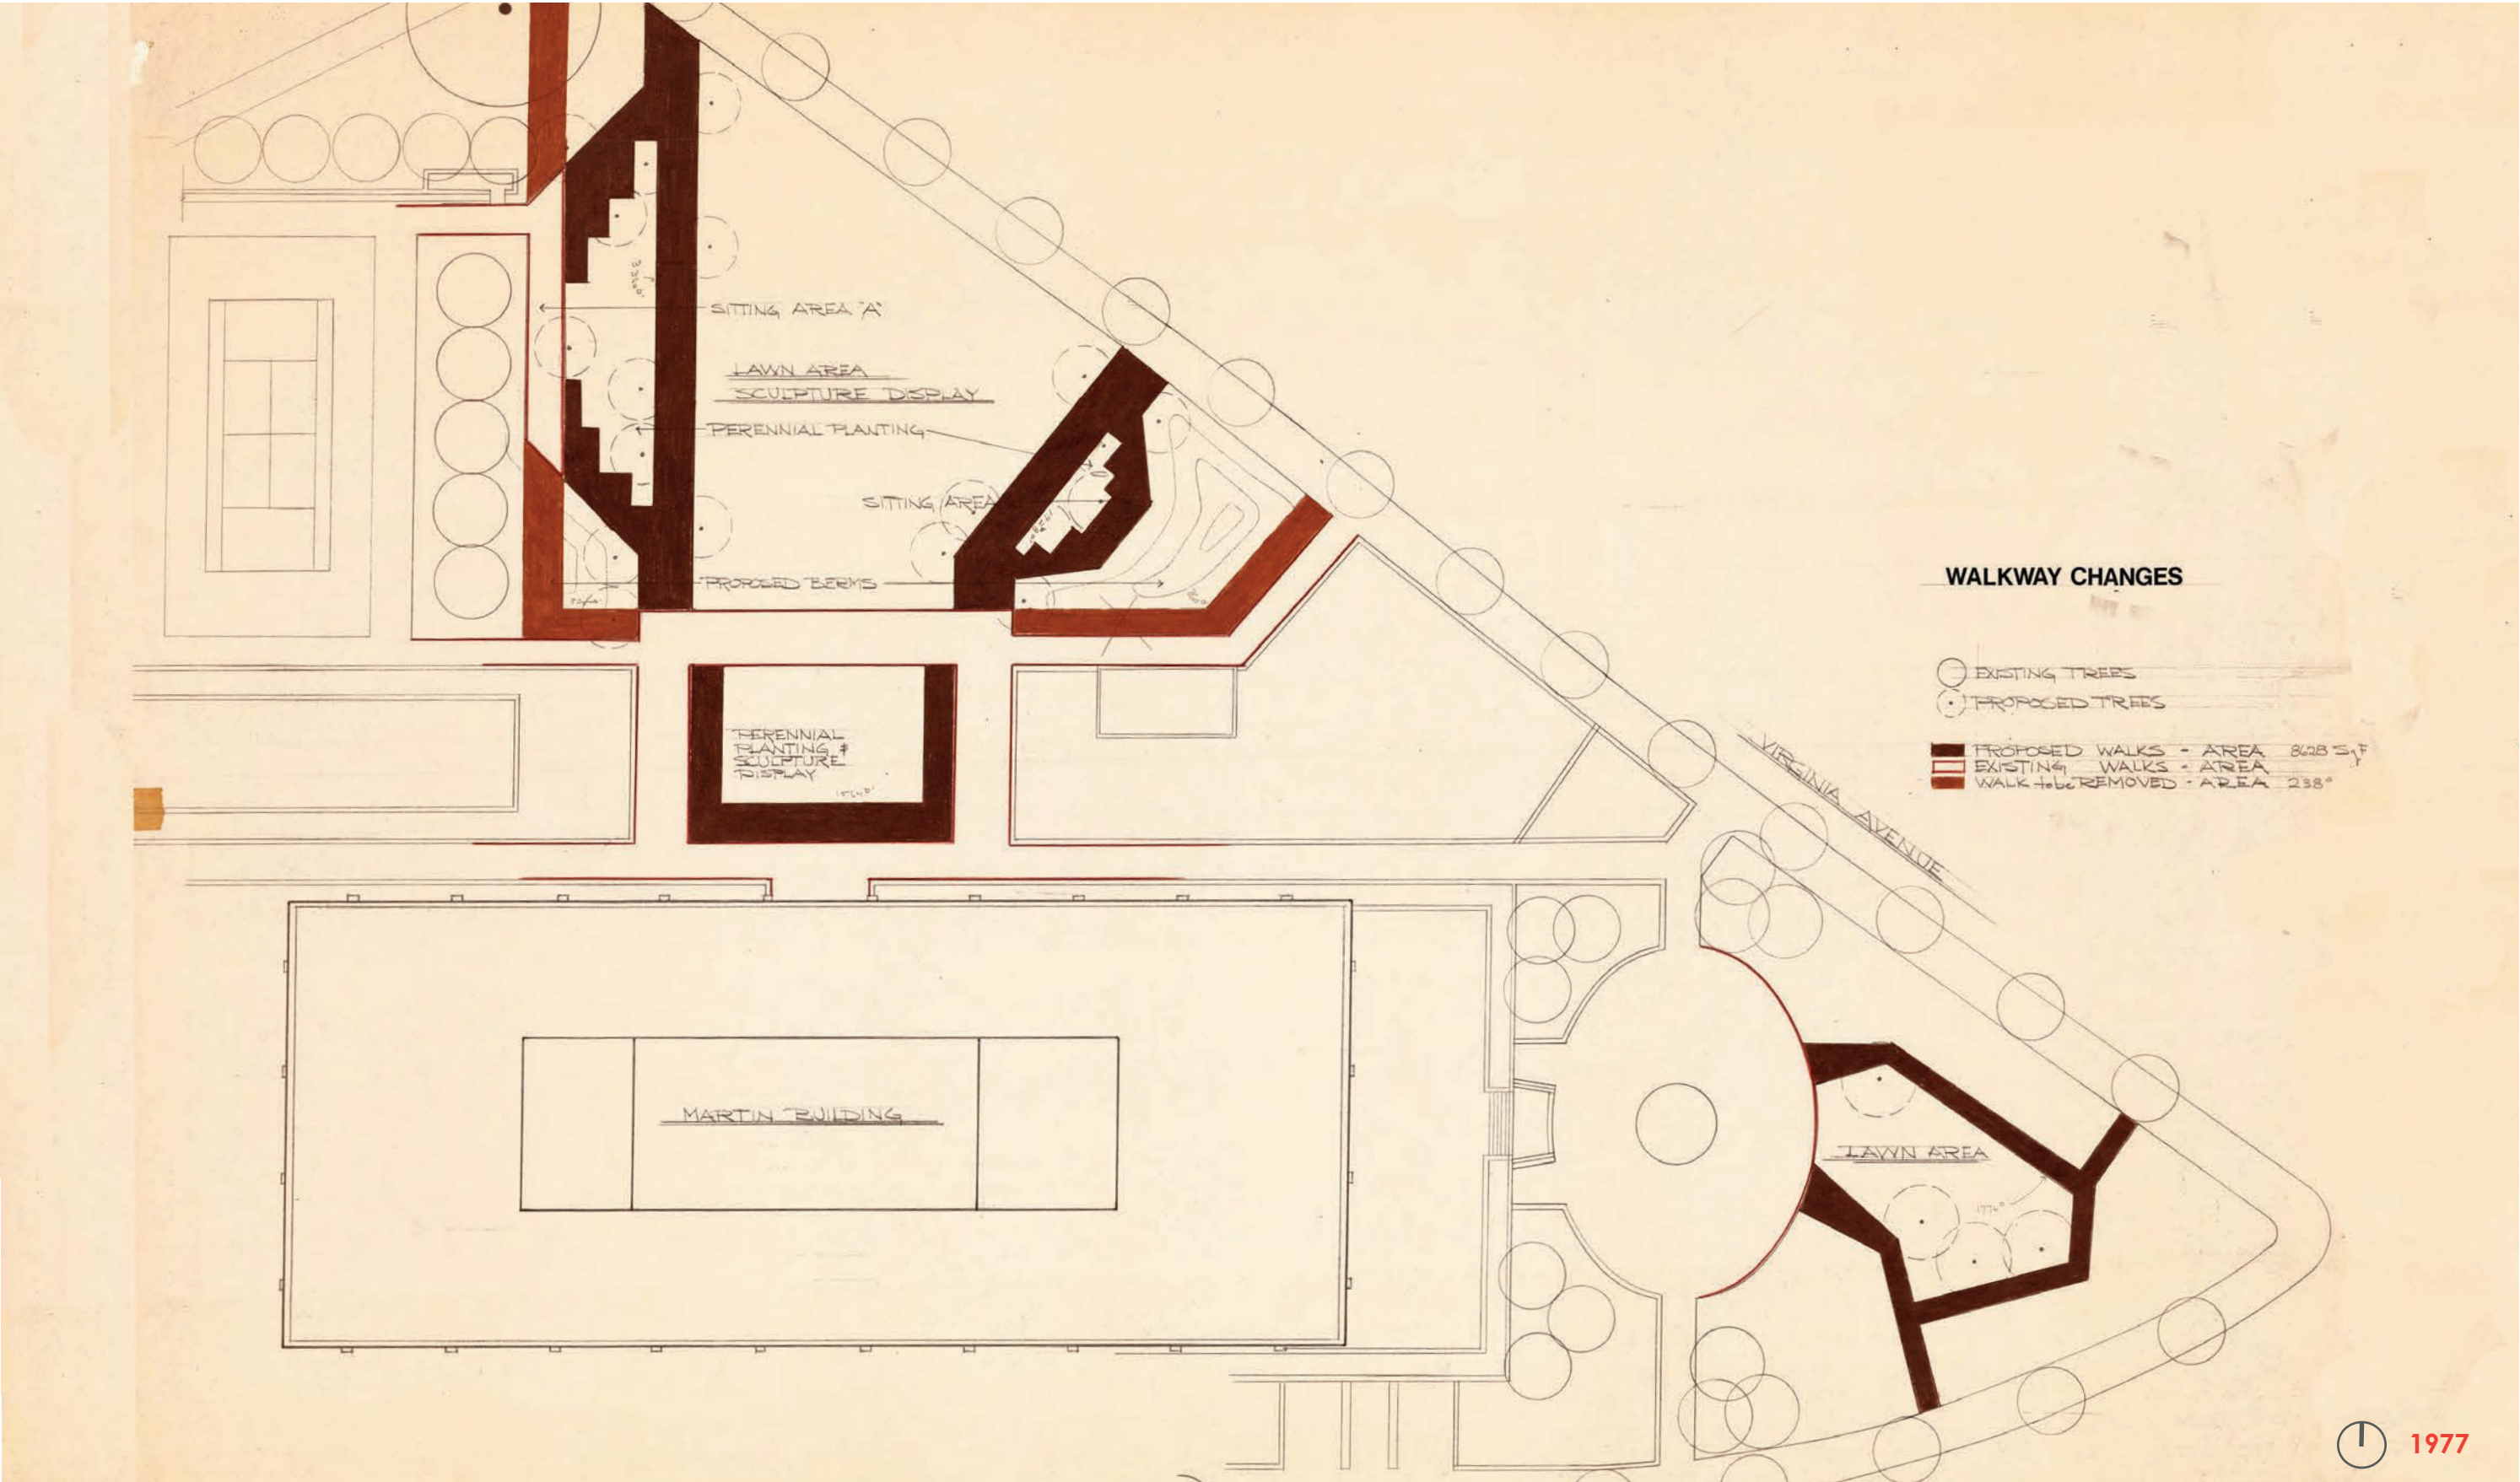 SITTING AREA "A"
LAWN AREA
SCULPTURE DISPLAY
PERENNIAL PLANTING
SITTING AREA
PROPOSED BERMS
PERENNIAL
PLANTING &
SCULPTURE
DISPLAY
WALKWAY CHANGES
EXISTING TREES
PROPOSED TREES
PROPOSED WALKS - AREA 8628 Sq F
EXISTING WALKS - AREA
WALK to be REMOVED - AREA 238
VIRGINIA AVENUE
MARTIN BUILDING
LAWN AREA
1977